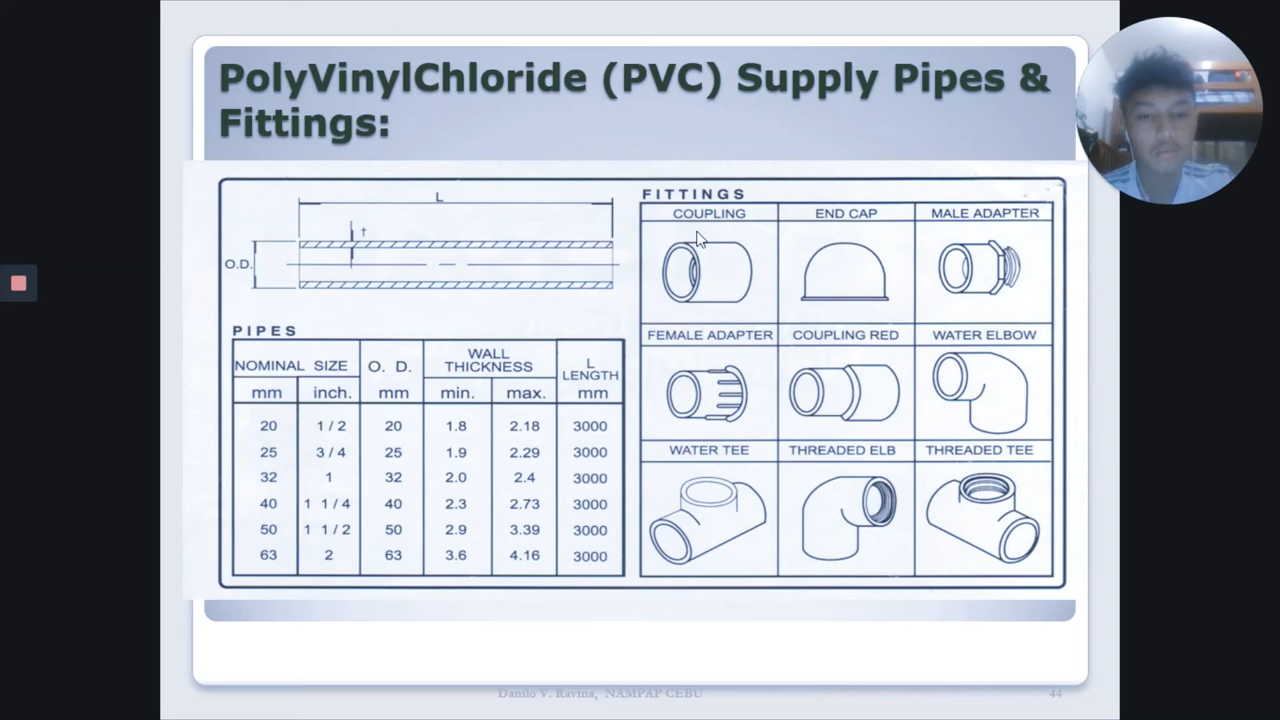 PolyVinylChloride (PVC) Supply Pipes &
Fittings:
L
t
O.D.
PIPES
NOMINAL SIZE O. D. WALL THICKNESS L LENGTH
mm inch. mm min. max. mm
20 1/2 20 1.8 2.18 3000
25 3/4 25 1.9 2.29 3000
32 1 32 2.0 2.4 3000
40 1 1/4 40 2.3 2.73 3000
50 1 1/2 50 2.9 3.39 3000
63 2 63 3.6 4.16 3000
FITTINGS
COUPLING END CAP MALE ADAPTER
FEMALE ADAPTER COUPLING RED WATER ELBOW
WATER TEE THREADED ELB THREADED TEE
Danilo V. Ravina, NAMPAP CEBU 44